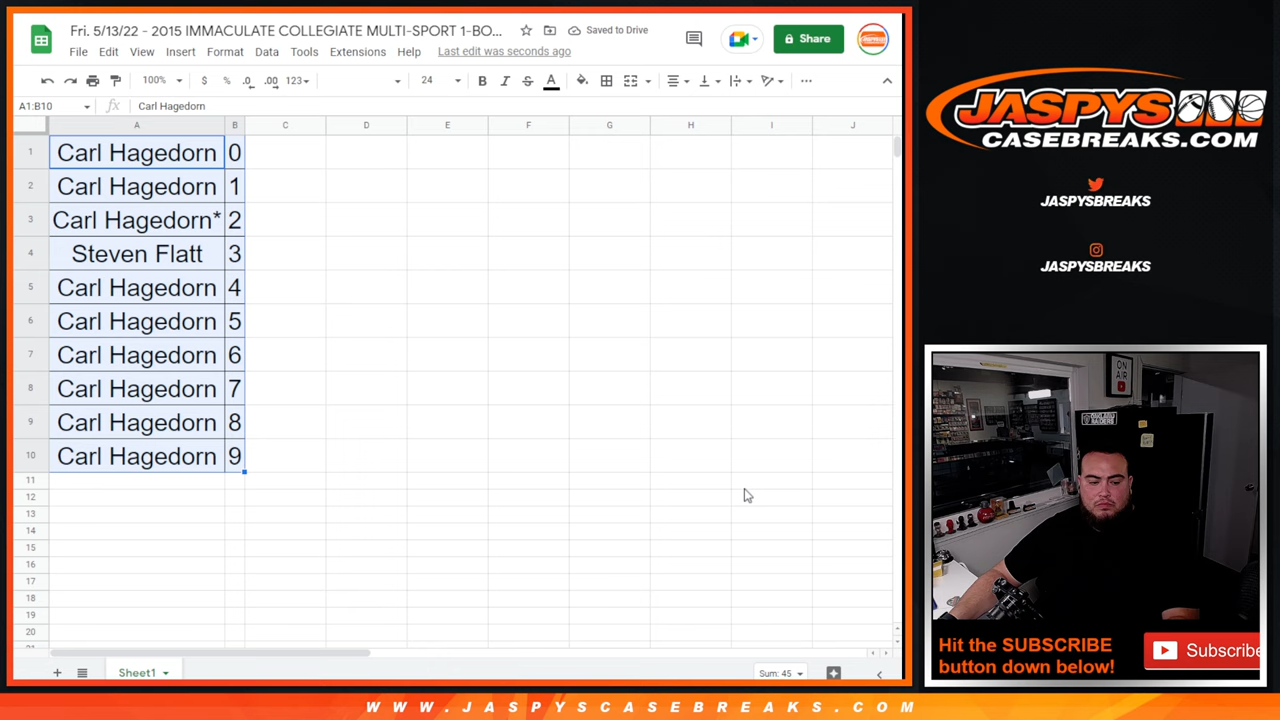 Fri. 5/13/22 - 2015 IMMACULATE COLLEGIATE MULTI-SPORT 1-BO...
Saved to Drive
Share
File Edit View Insert Format Data Tools Extensions Help Last edit was seconds ago
100% $ % .0 .00 123 24 B I S A
A1:B10 fx Carl Hagedorn
A B C D E F G H I J
1 Carl Hagedorn 0
2 Carl Hagedorn 1
3 Carl Hagedorn* 2
4 Steven Flatt 3
5 Carl Hagedorn 4
6 Carl Hagedorn 5
7 Carl Hagedorn 6
8 Carl Hagedorn 7
9 Carl Hagedorn 8
10 Carl Hagedorn 9
11
12
13
14
15
16
17
18
19
20
Sheet1
Sum: 45
JASPYS
CASEBREAKS.COM
JASPYSBREAKS
JASPYSBREAKS
ON
AIR
Hit the SUBSCRIBE
button down below!
Subscribe
WWW.JASPYSCASEBREAKS.COM